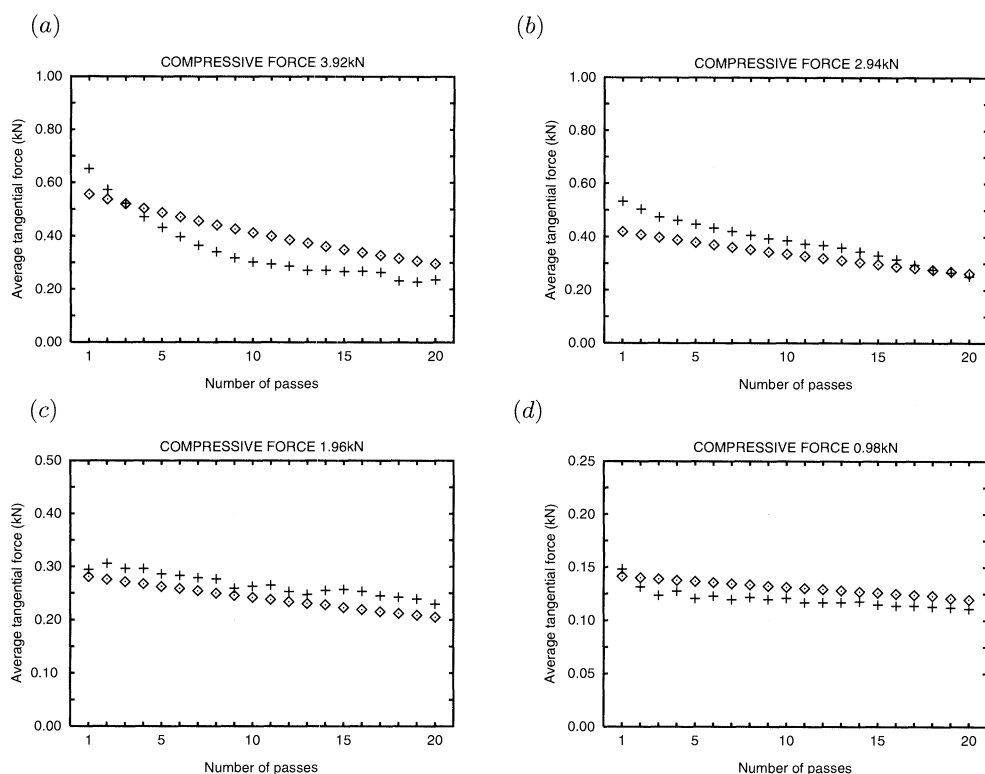 (a)
COMPRESSIVE FORCE 3.92kN
Average tangential force (kN)
1.00
0.80
0.60
0.40
0.20
0.00
1 5 10 15 20
Number of passes
(b)
COMPRESSIVE FORCE 2.94kN
Average tangential force (kN)
1.00
0.80
0.60
0.40
0.20
0.00
1 5 10 15 20
Number of passes
(c)
COMPRESSIVE FORCE 1.96kN
Average tangential force (kN)
0.50
0.40
0.30
0.20
0.10
0.00
1 5 10 15 20
Number of passes
(d)
COMPRESSIVE FORCE 0.98kN
Average tangential force (kN)
0.25
0.20
0.15
0.10
0.05
0.00
1 5 10 15 20
Number of passes